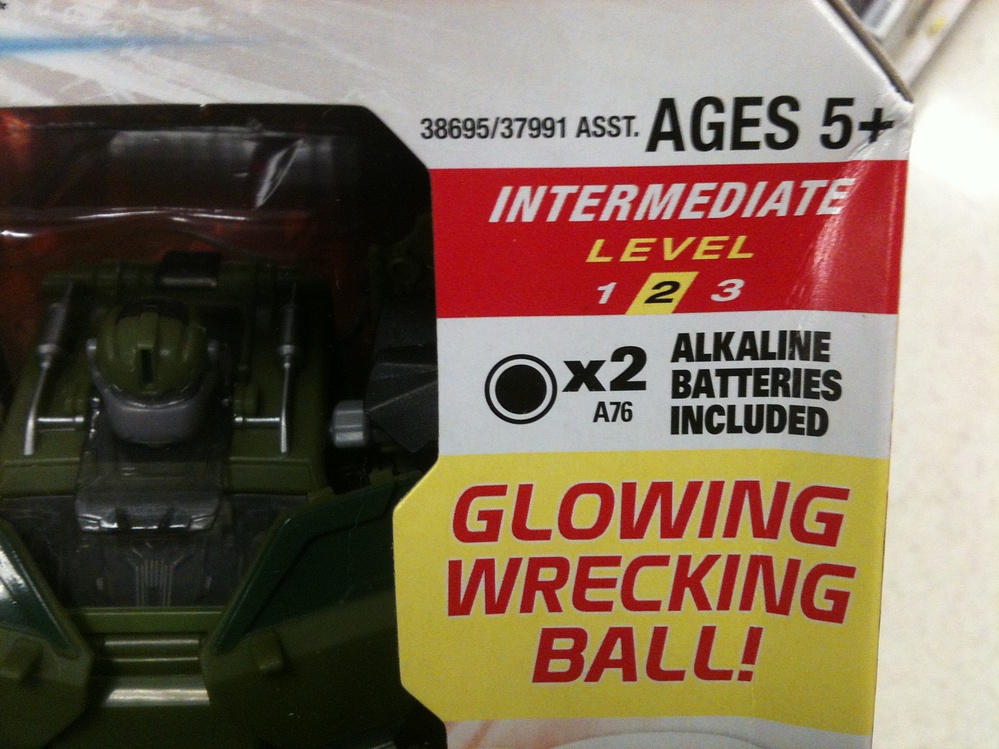 38695/37991 ASST. AGES 5+
INTERMEDIATE
LEVEL
1 2 3
x2
A76
ALKALINE
BATTERIES
INCLUDED
GLOWING
WRECKING
BALL!